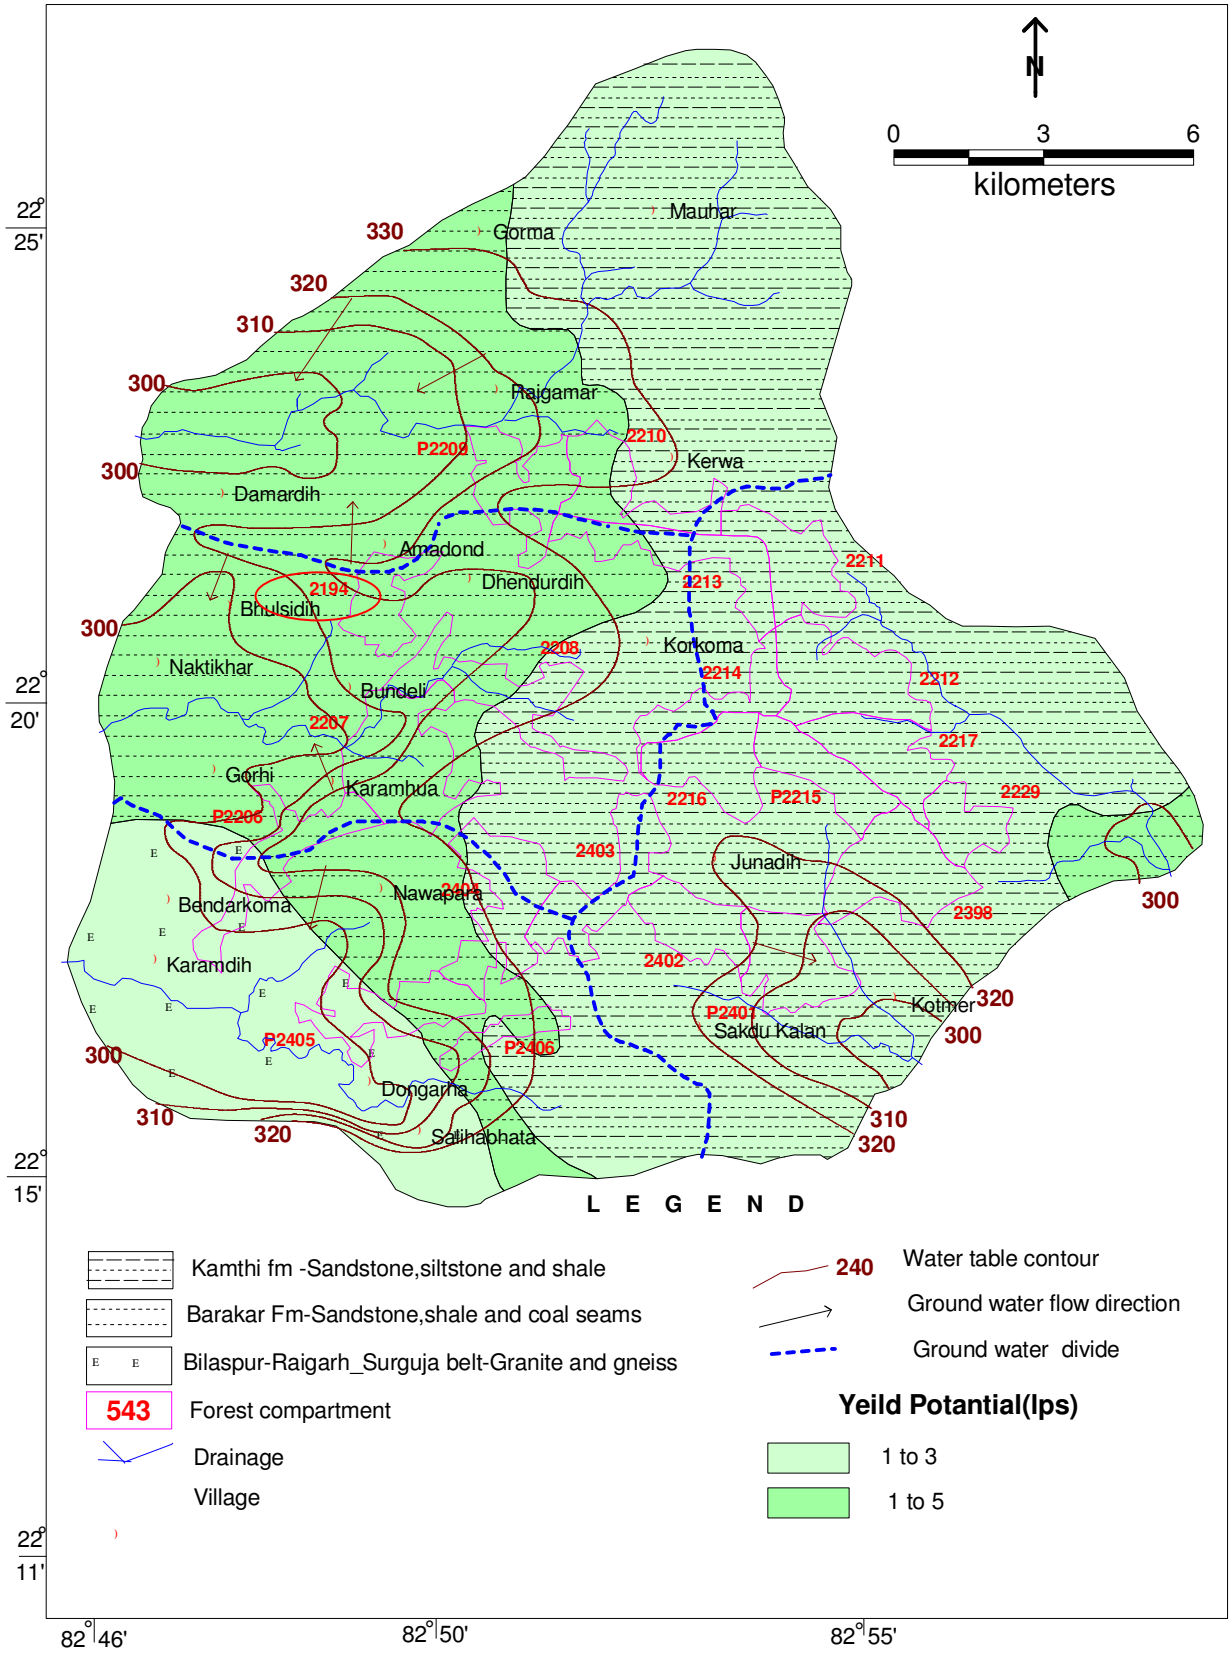 N
0 3 6
kilometers
22°
25'
Mauhar
330
Gorma
320
310
300
Rajgamar
2210
P2209
Kerwa
300
Damardih
Amadond
2211
Dhendurdih
2213
2194
Bhulsidih
300
Korkoma
2208
Naktikhar
2214
2212
22°
20'
Bundeli
2207
2217
Gorhi
Karamhua
2216
P2215
2229
P2206
2403
Junadih
Nawapara
2404
300
Bendarkoma
2398
Karamdih
2402
320
Kotmer
P2401
Sakdu Kalan
300
P2405
P2406
300
Dongarha
310
310
320
Salihabhata
320
22°
15'
L E G E N D
Kamthi fm -Sandstone,siltstone and shale
240
Water table contour
Barakar Fm-Sandstone,shale and coal seams
Ground water flow direction
E E
Bilaspur-Raigarh_Surguja belt-Granite and gneiss
Ground water divide
543
Forest compartment
Yeild Potential(lps)
Drainage
1 to 3
Village
1 to 5
22°
11'
82°46' 82°50' 82°55'